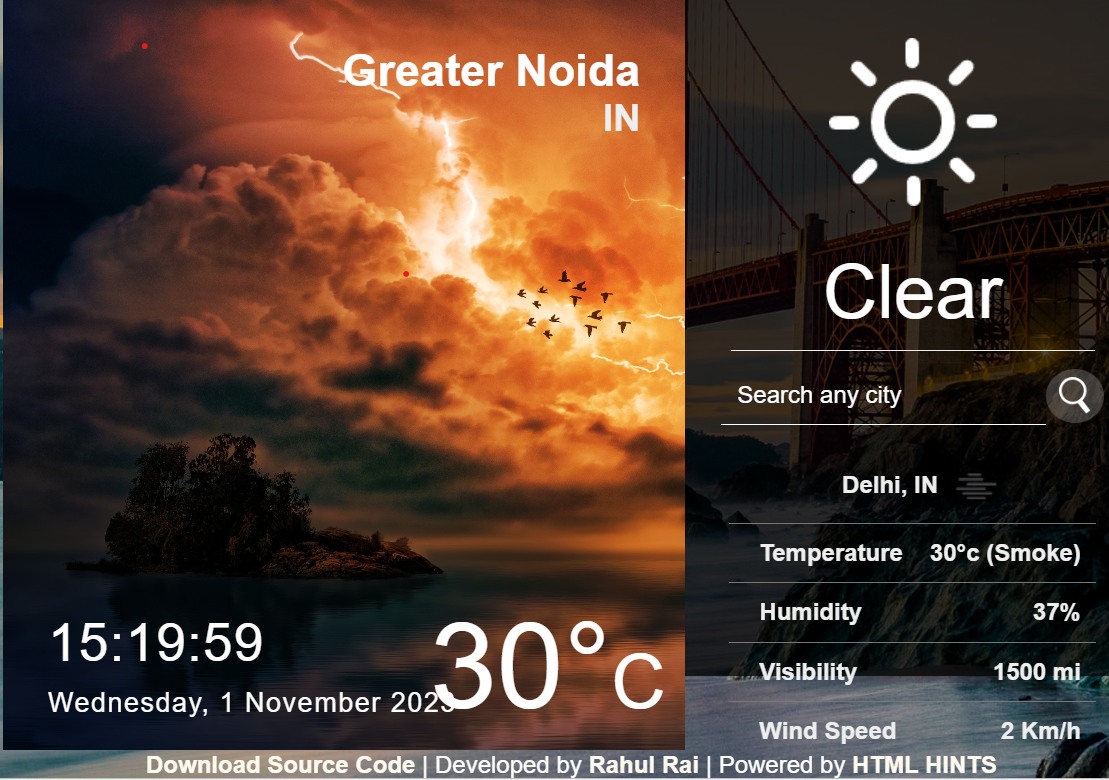 Greater Noida
IN
15:19:59
Wednesday, 1 November 2023
30°c
Clear
Search any city
Delhi, IN
Temperature 30°c (Smoke)
Humidity 37%
Visibility 1500 mi
Wind Speed 2 Km/h
Download Source Code | Developed by Rahul Rai | Powered by HTML HINTS